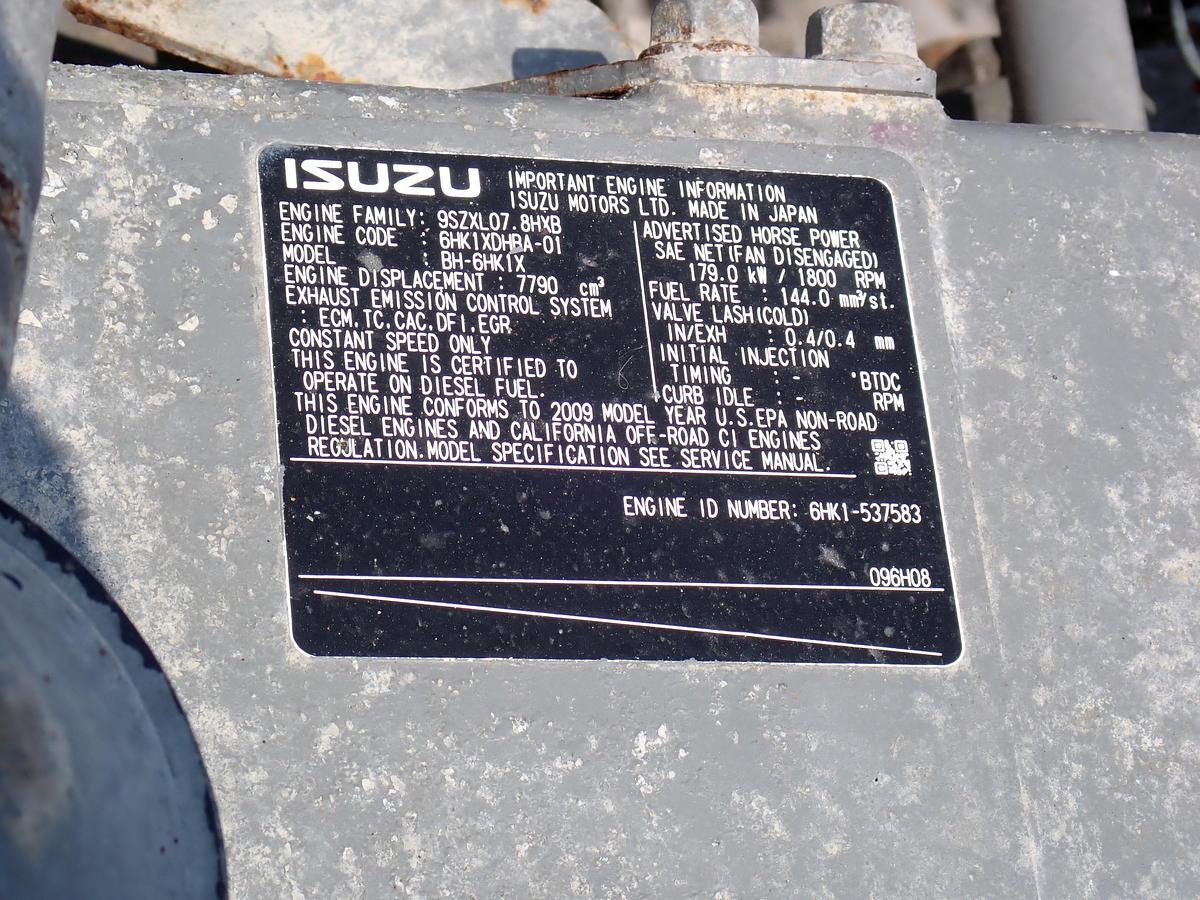 ISUZU
IMPORTANT ENGINE INFORMATION
ISUZU MOTORS LTD. MADE IN JAPAN
ENGINE FAMILY: 9SZXL07.8HXB
ENGINE CODE : 6HK1XDHBA-01
MODEL : BH-6HK1X
ENGINE DISPLACEMENT : 7790 cm³
EXHAUST EMISSION CONTROL SYSTEM
: ECM.TC.CAC.DFI.EGR
CONSTANT SPEED ONLY
THIS ENGINE IS CERTIFIED TO
OPERATE ON DIESEL FUEL.
ADVERTISED HORSE POWER
SAE NET(FAN DISENGAGED)
179.0 kW / 1800 RPM
FUEL RATE : 144.0 mm³/st.
VALVE LASH(COLD)
IN/EXH : 0.4/0.4 mm
INITIAL INJECTION
TIMING : - °BTDC
CURB IDLE : - RPM
THIS ENGINE CONFORMS TO 2009 MODEL YEAR U.S.EPA NON-ROAD
DIESEL ENGINES AND CALIFORNIA OFF-ROAD CI ENGINES
REGULATION.MODEL SPECIFICATION SEE SERVICE MANUAL.
ENGINE ID NUMBER: 6HK1-537583
096H08